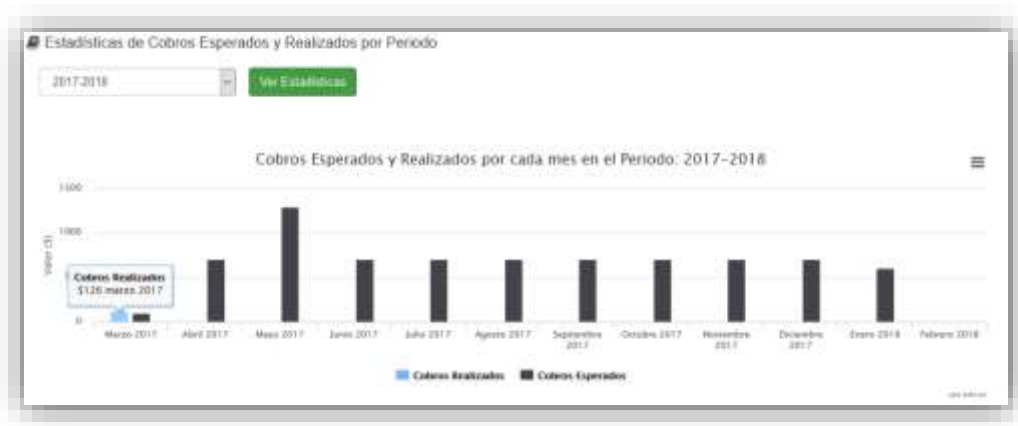 Estadísticas de Cobros Esperados y Realizados por Periodo
2017-2018
Ver Estadísticas
Cobros Esperados y Realizados por cada mes en el Periodo: 2017-2018
1500
1000
0
Valor ($)
Cobros Realizados
$126 marzo 2017
Marzo 2017 Abril 2017 Mayo 2017 Junio 2017 Julio 2017 Agosto 2017 Septiembre 2017 Octubre 2017 Noviembre 2017 Diciembre 2017 Enero 2018 Febrero 2018
Cobros Realizados Cobros Esperados